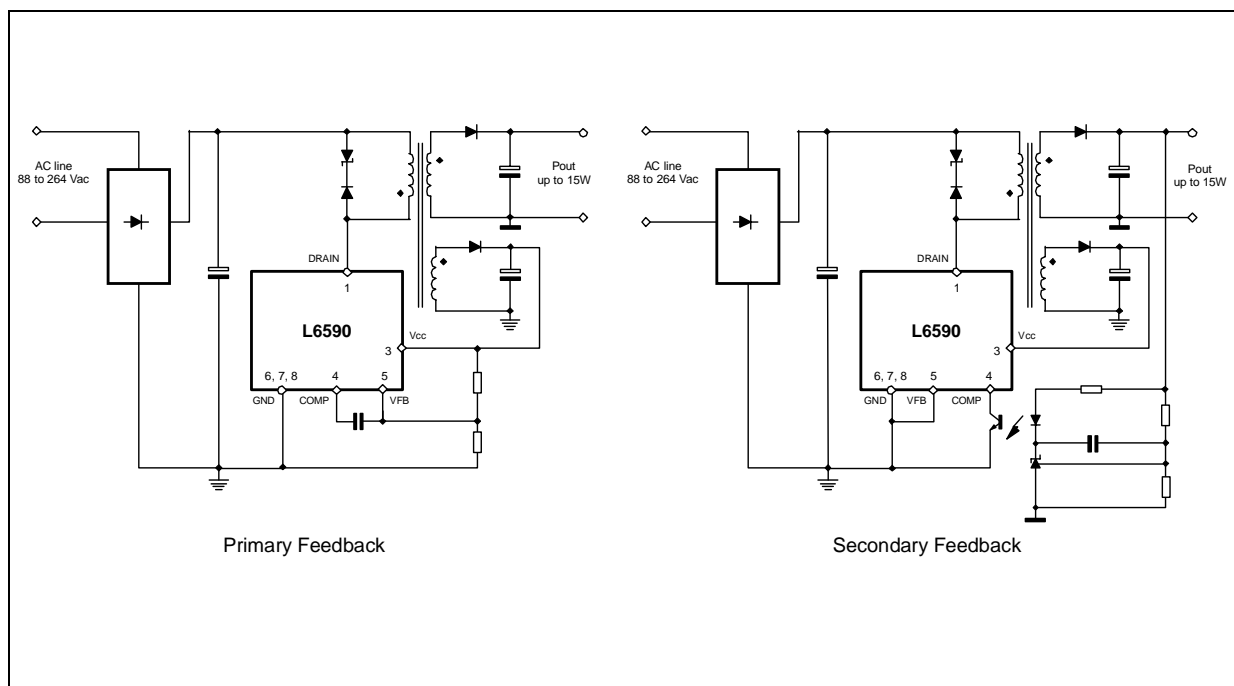 AC line
88 to 264 Vac
Pout
up to 15W
DRAIN
1
L6590
Vcc
3
6, 7, 8
4
5
GND
COMP
VFB
Primary Feedback
AC line
88 to 264 Vac
Pout
up to 15W
DRAIN
1
L6590
Vcc
3
6, 7, 8
5
4
GND
VFB
COMP
Secondary Feedback